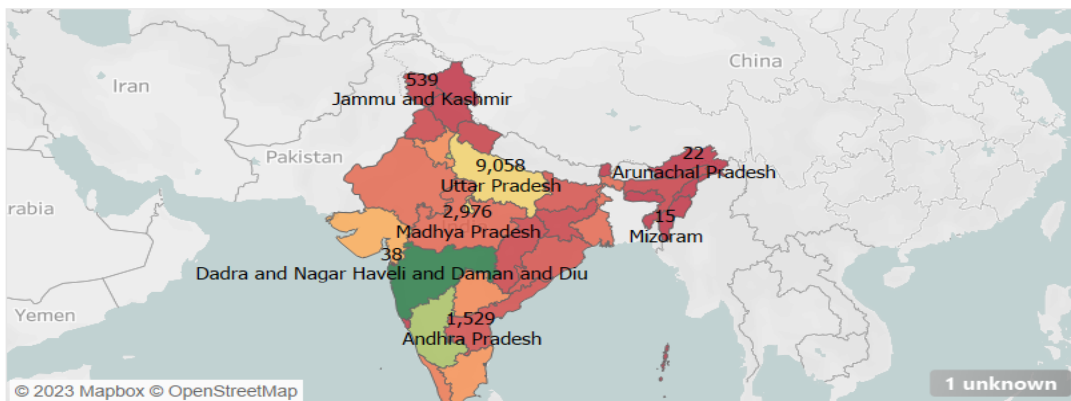 China
Iran
539
Jammu and Kashmir
Pakistan
22
Arunachal Pradesh
9,058
Uttar Pradesh
rabia
2,976
Madhya Pradesh
15
Mizoram
38
Dadra and Nagar Haveli and Daman and Diu
Yemen
1,529
Andhra Pradesh
© 2023 Mapbox © OpenStreetMap
1 unknown